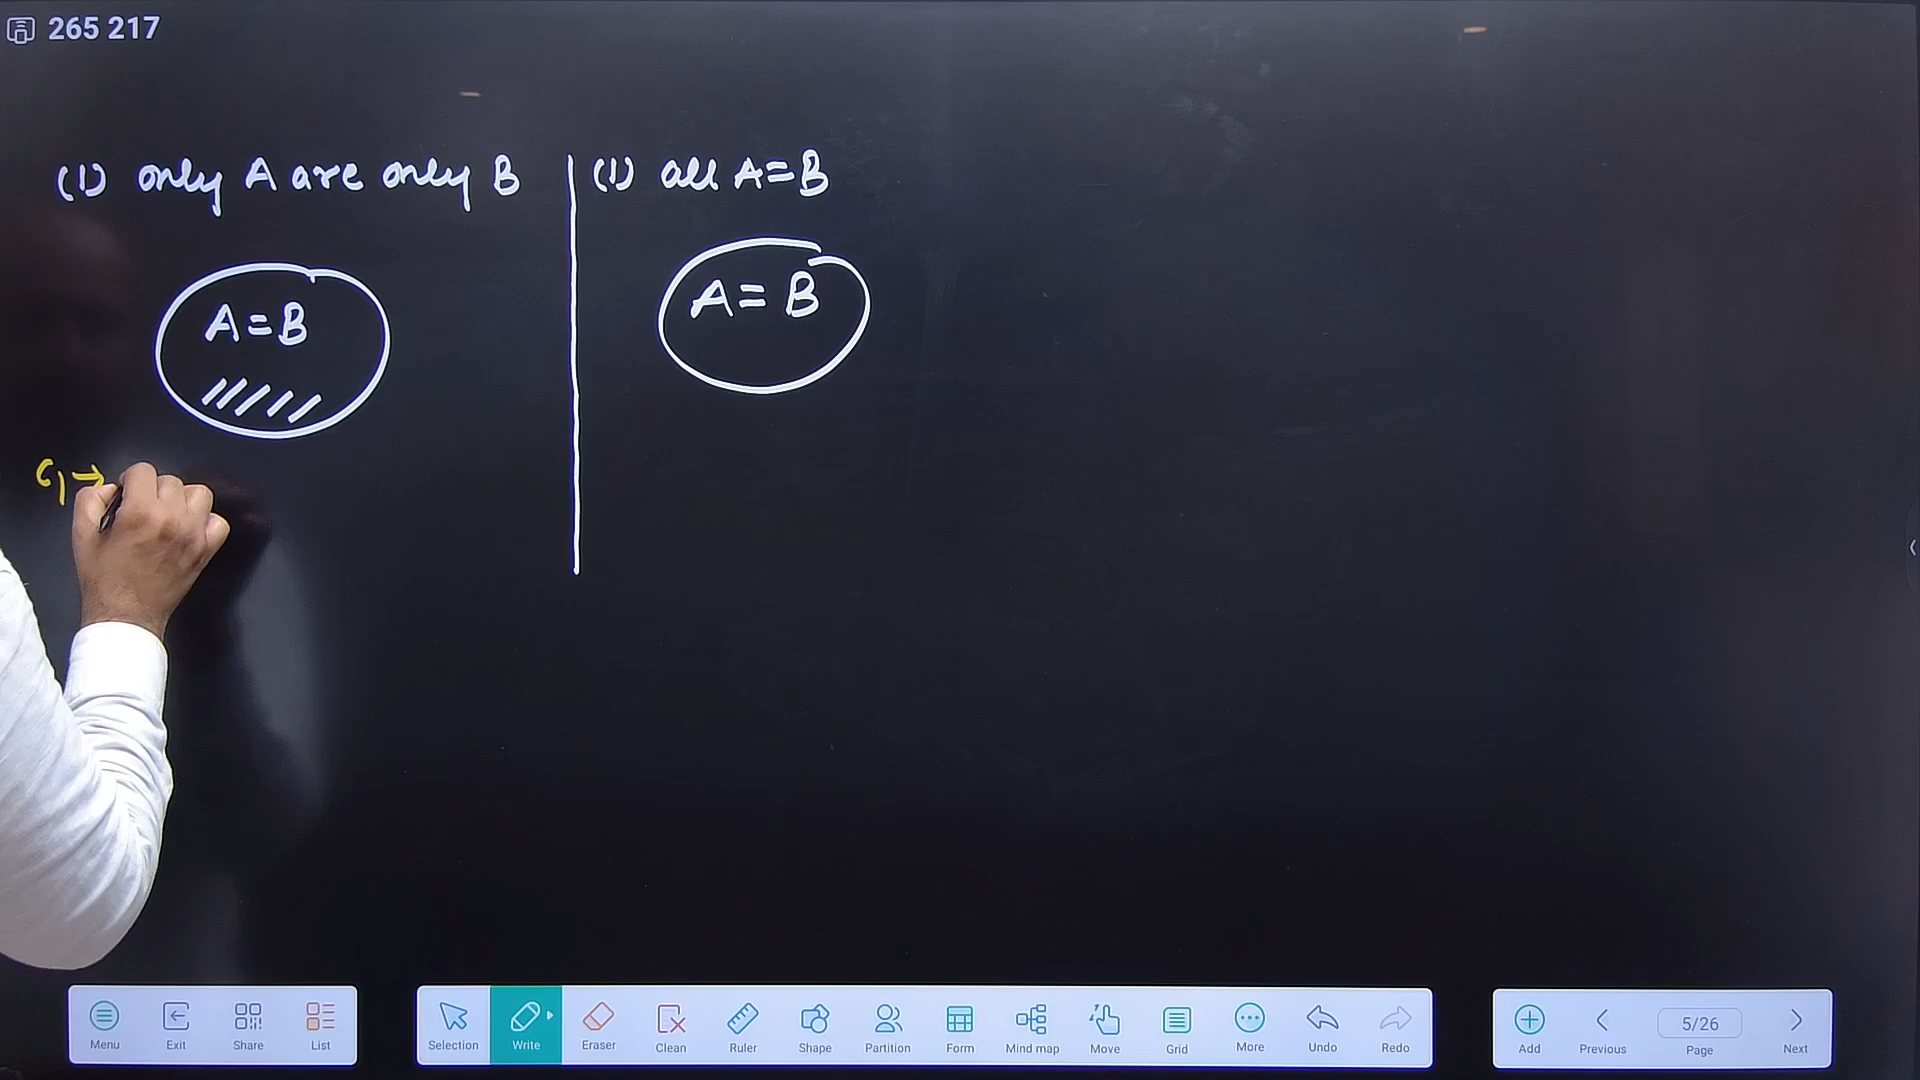 265 217
(1) only A are only B
(1) all A=B
A=B
A=B
C1→
Menu Exit Share List
Selection Write Eraser Clean Ruler Shape Partition Form Mind map Move Grid More Undo Redo
Add Previous 5/26 Page Next